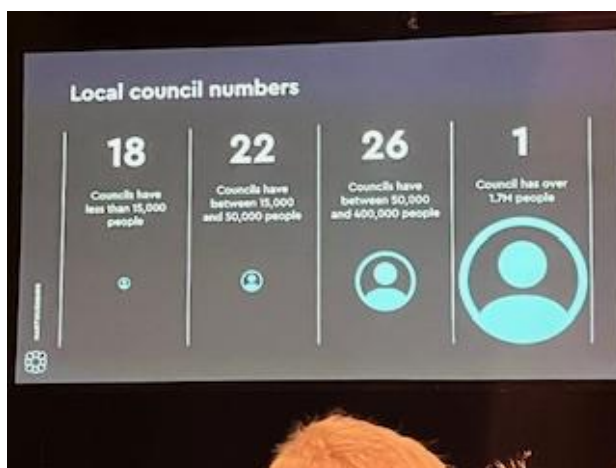 Local council numbers
18
Councils have
less than 15,000
people
22
Councils have
between 15,000
and 50,000 people
26
Councils have
between 50,000
and 400,000 people
1
Council has over
1.7M people